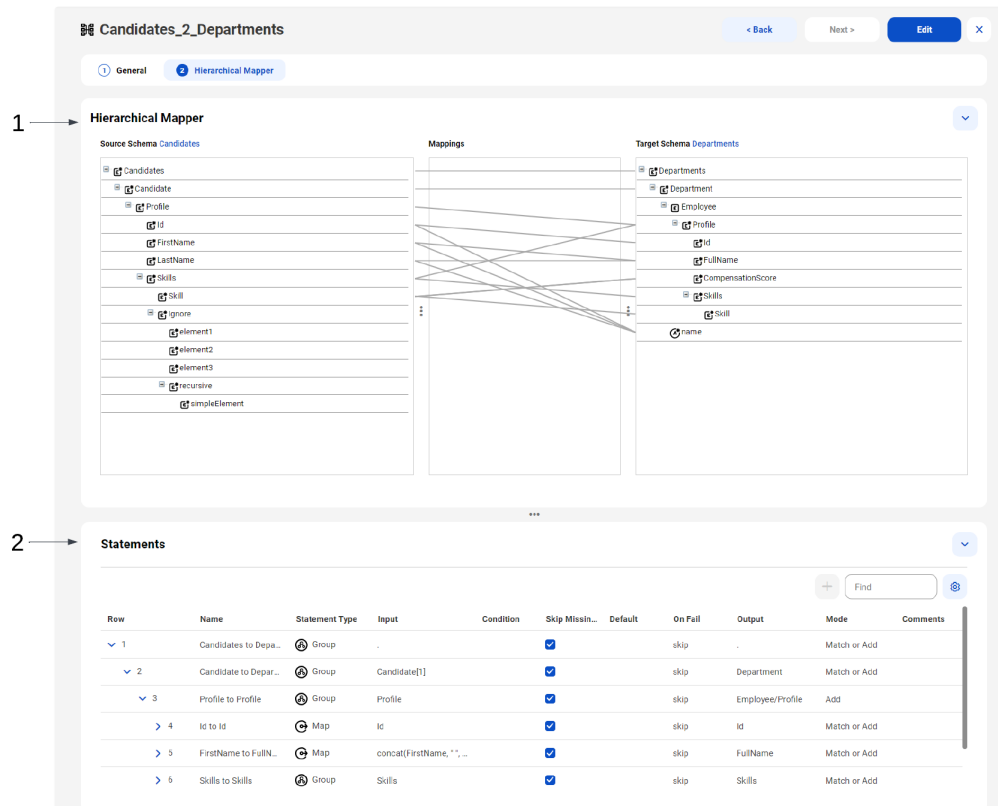 Candidates_2_Departments
< Back
Next >
Edit
1 General
2 Hierarchical Mapper
1
Hierarchical Mapper
Source Schema Candidates
Mappings
Target Schema Departments
Candidates
Candidate
Profile
Id
FirstName
LastName
Skills
Skill
ignore
element1
element2
element3
recursive
simpleElement
Departments
Department
Employee
Profile
Id
FullName
CompensationScore
Skills
Skill
name
2
Statements
Find
Row Name Statement Type Input Condition Skip Missin... Default On Fail Output Mode Comments
1 Candidates to Depa... Group . skip . Match or Add
2 Candidate to Depar... Group Candidate[1] skip Department Match or Add
3 Profile to Profile Group Profile skip Employee/Profile Add
4 Id to Id Map Id skip Id Match or Add
5 FirstName to FullN... Map concat(FirstName, " ", ... skip FullName Match or Add
6 Skills to Skills Group Skills skip Skills Match or Add